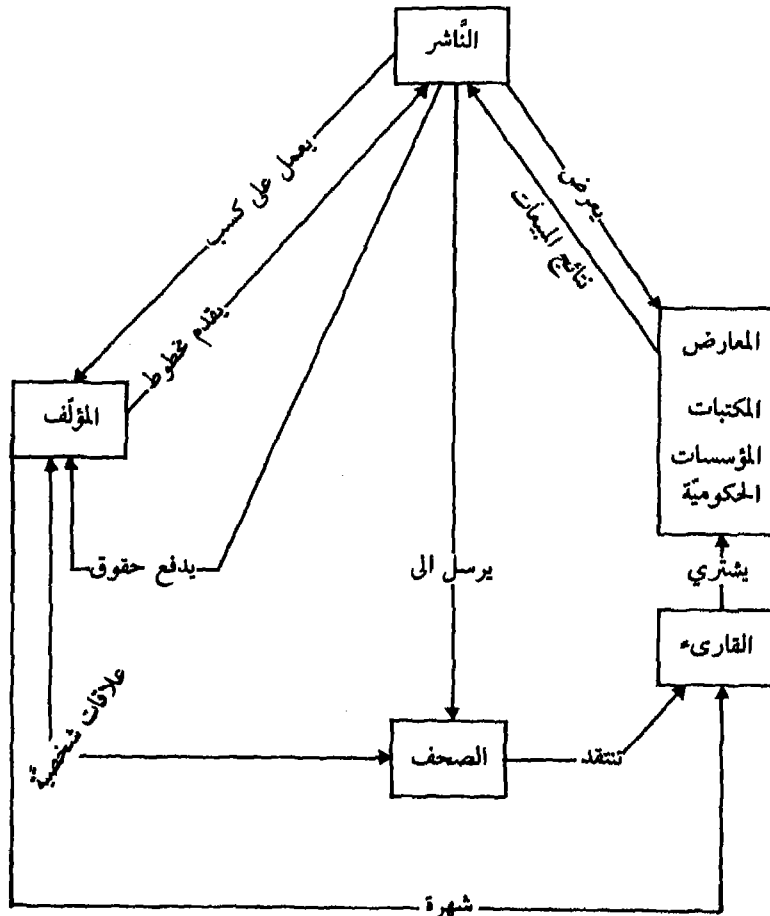 النَّاشر
يعمل على كسب
يقدم مخطوط
يعرض
نتائج المبيعات
المعارض
المكتبات
المؤسسات
الحكوميّة
المؤلّف
يدفع حقوق
يرسل الى
يشتري
القارىء
علاقات شخصيّة
الصحف
تنتقد
شهرة